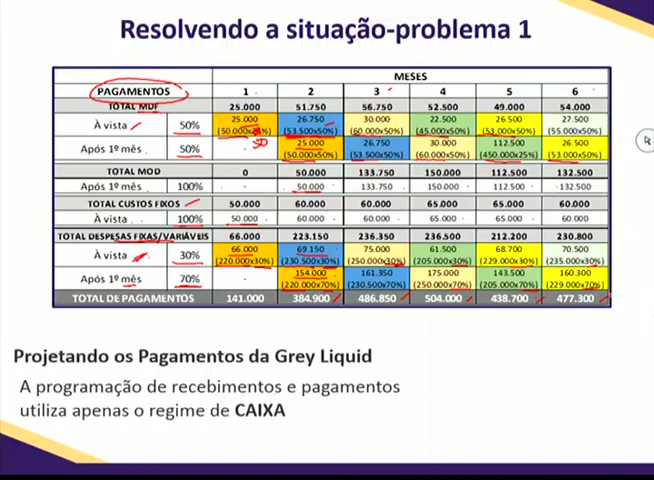 Resolvendo a situação-problema 1
MESES
PAGAMENTOS 1 2 3 4 5 6
TOTAL MDF 25.000 51.750 56.750 52.500 49.000 54.000
À vista 50% 25.000 26.750 30.000 22.500 26.500 27.500
(50.000x%) (53.500x50%) (60.000x50%) (45.000x50%) (53.000x50%) (55.000x50%)
50
Após 1º mês 50% - 25.000 26.750 30.000 112.500 26.500
(50.000x50%) (53.500x50%) (60.000x50%) (450.000x25%) (53.000x50%)
TOTAL MOD 0 50.000 133.750 150.000 112.500 132.500
Após 1º mês 100% - 50.000 133.750 150.000 112.500 132.500
TOTAL CUSTOS FIXOS 50.000 60.000 60.000 65.000 65.000 60.000
À vista 100% 50.000 60.000 60.000 65.000 65.000 60.000
TOTAL DESPESAS FIXAS/VARIÁVEIS 66.000 223.150 236.350 236.500 212.200 230.800
À vista 30% 66.000 69.150 75.000 61.500 68.700 70.500
(220.000x30%) (230.500x30%) (250.000x30%) (205.000x30%) (229.000x30%) (235.000x30%)
Após 1º mês 70% - 154.000 161.350 175.000 143.500 160.300
(220.000x70%) (230.500x70%) (250.000x70%) (205.000x70%) (229.000x70%)
TOTAL DE PAGAMENTOS 141.000 384.900 486.850 504.000 438.700 477.300
Projetando os Pagamentos da Grey Liquid
A programação de recebimentos e pagamentos
utiliza apenas o regime de CAIXA